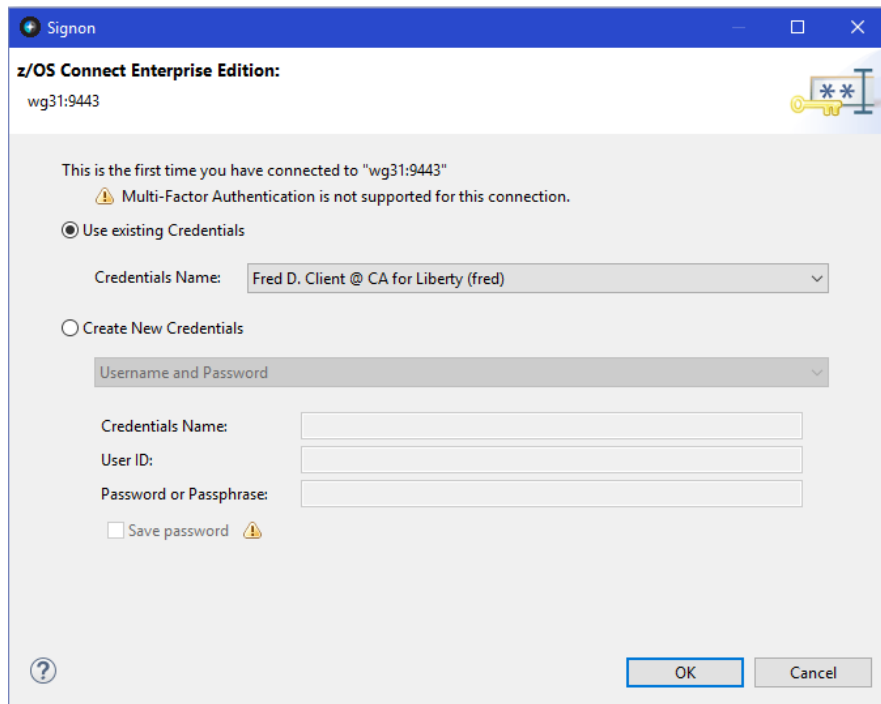 Signon
z/OS Connect Enterprise Edition:
wg31:9443
**
This is the first time you have connected to "wg31:9443"
Multi-Factor Authentication is not supported for this connection.
Use existing Credentials
Credentials Name: Fred D. Client @ CA for Liberty (fred)
Create New Credentials
Username and Password
Credentials Name:
User ID:
Password or Passphrase:
Save password
? OK Cancel